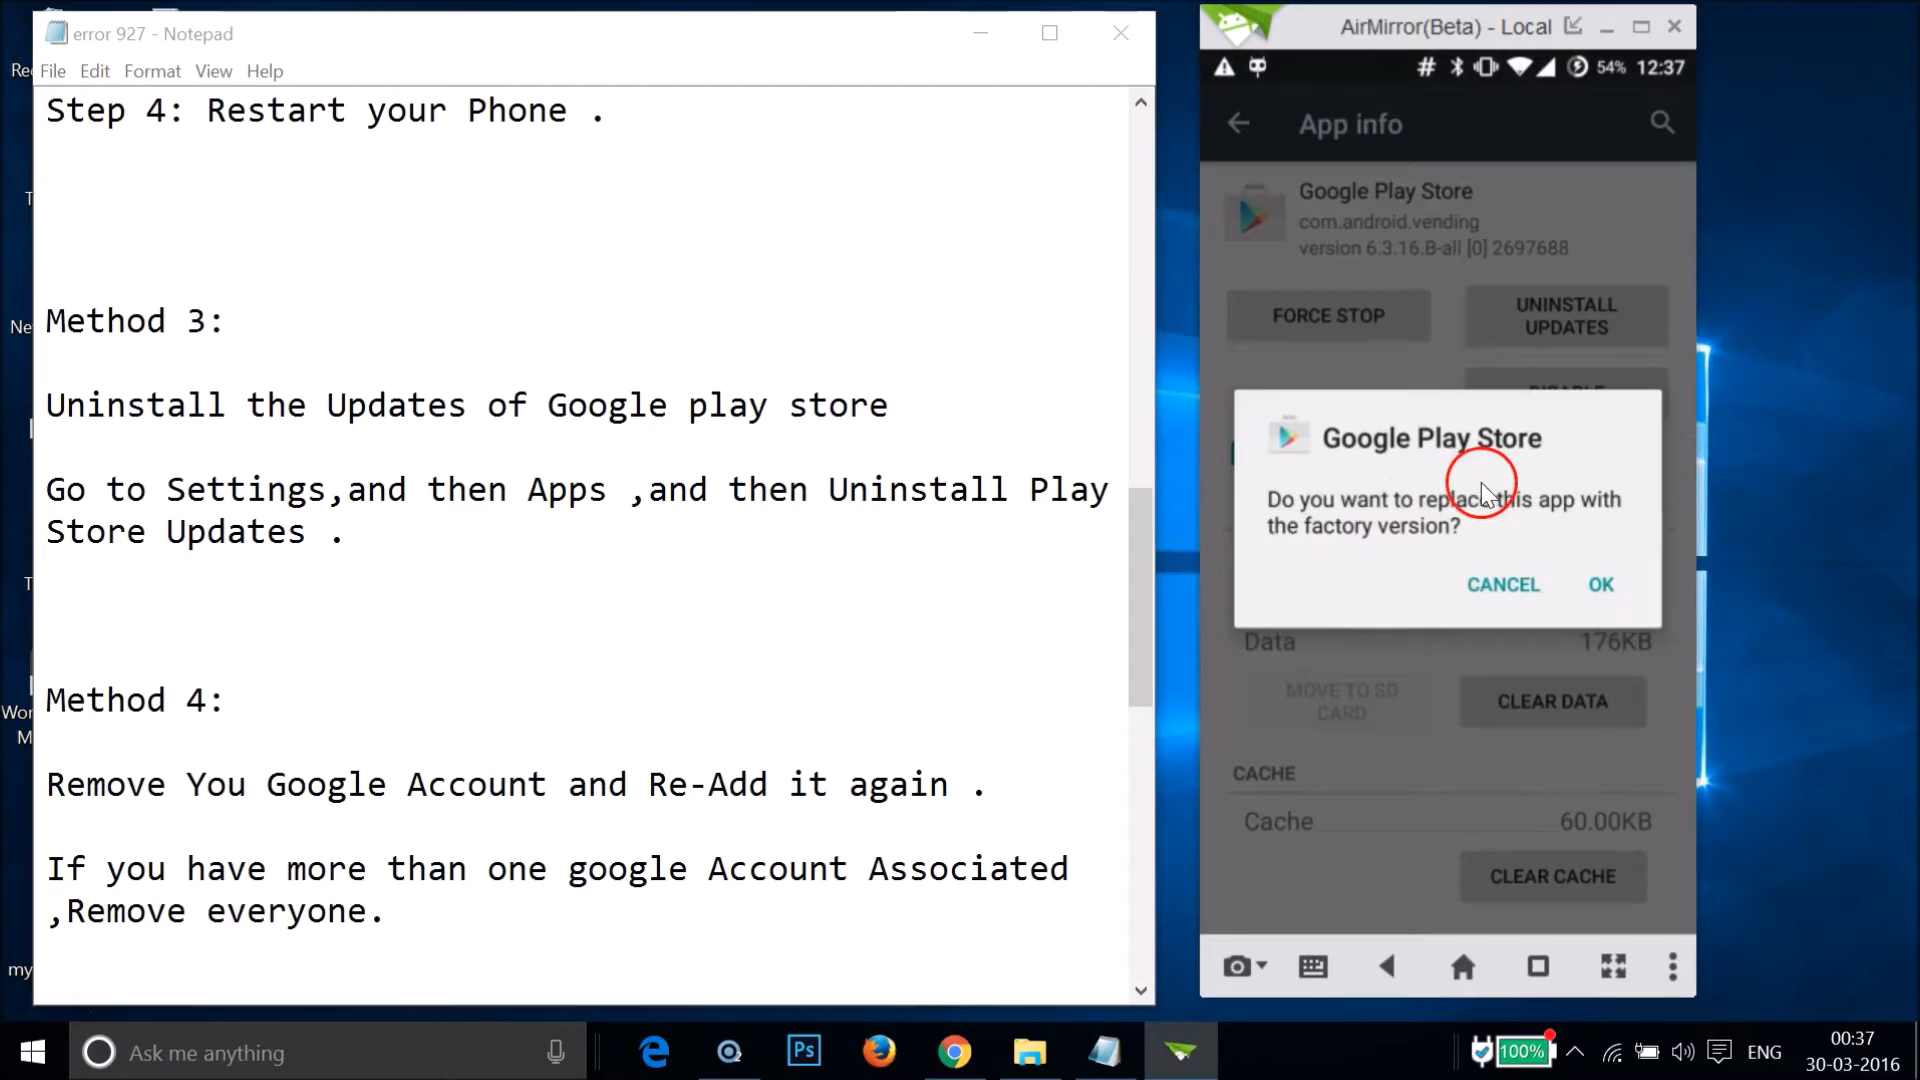 error 927 - Notepad
File Edit Format View Help
Step 4: Restart your Phone .
Method 3:
Uninstall the Updates of Google play store
Go to Settings,and then Apps ,and then Uninstall Play
Store Updates .
Method 4:
Remove You Google Account and Re-Add it again .
If you have more than one google Account Associated
,Remove everyone.
AirMirror(Beta) - Local
# 54% 12:37
App info
Google Play Store
com.android.vending
version 6.3.16.B-all [0] 2697688
FORCE STOP
UNINSTALL
UPDATES
Google Play Store
Do you want to replace this app with
the factory version?
CANCEL OK
Data 176KB
MOVE TO SD
CARD
CLEAR DATA
CACHE
Cache 60.00KB
CLEAR CACHE
Rec
T
Ne
T
Wor
M
my
Ask me anything
Ps
100%
ENG
00:37
30-03-2016